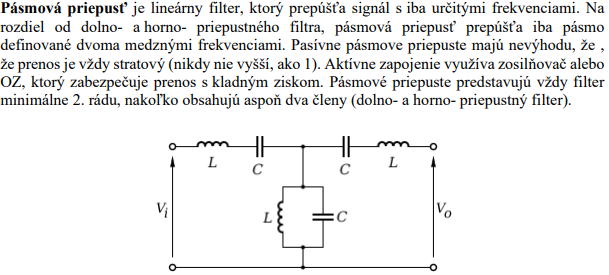 Pásmová priepusť je lineárny filter, ktorý prepúšťa signál s iba určitými frekvenciami. Na
rozdiel od dolno- a horno- priepustného filtra, pásmová priepusť prepúšťa iba pásmo
definované dvoma medznými frekvenciami. Pasívne pásmove priepuste majú nevýhodu, že ,
že prenos je vždy stratový (nikdy nie vyšší, ako 1). Aktívne zapojenie využíva zosilňovač alebo
OZ, ktorý zabezpečuje prenos s kladným ziskom. Pásmové priepuste predstavujú vždy filter
minimálne 2. rádu, nakoľko obsahujú aspoň dva členy (dolno- a horno- priepustný filter).
L C C L
Vi L C Vo